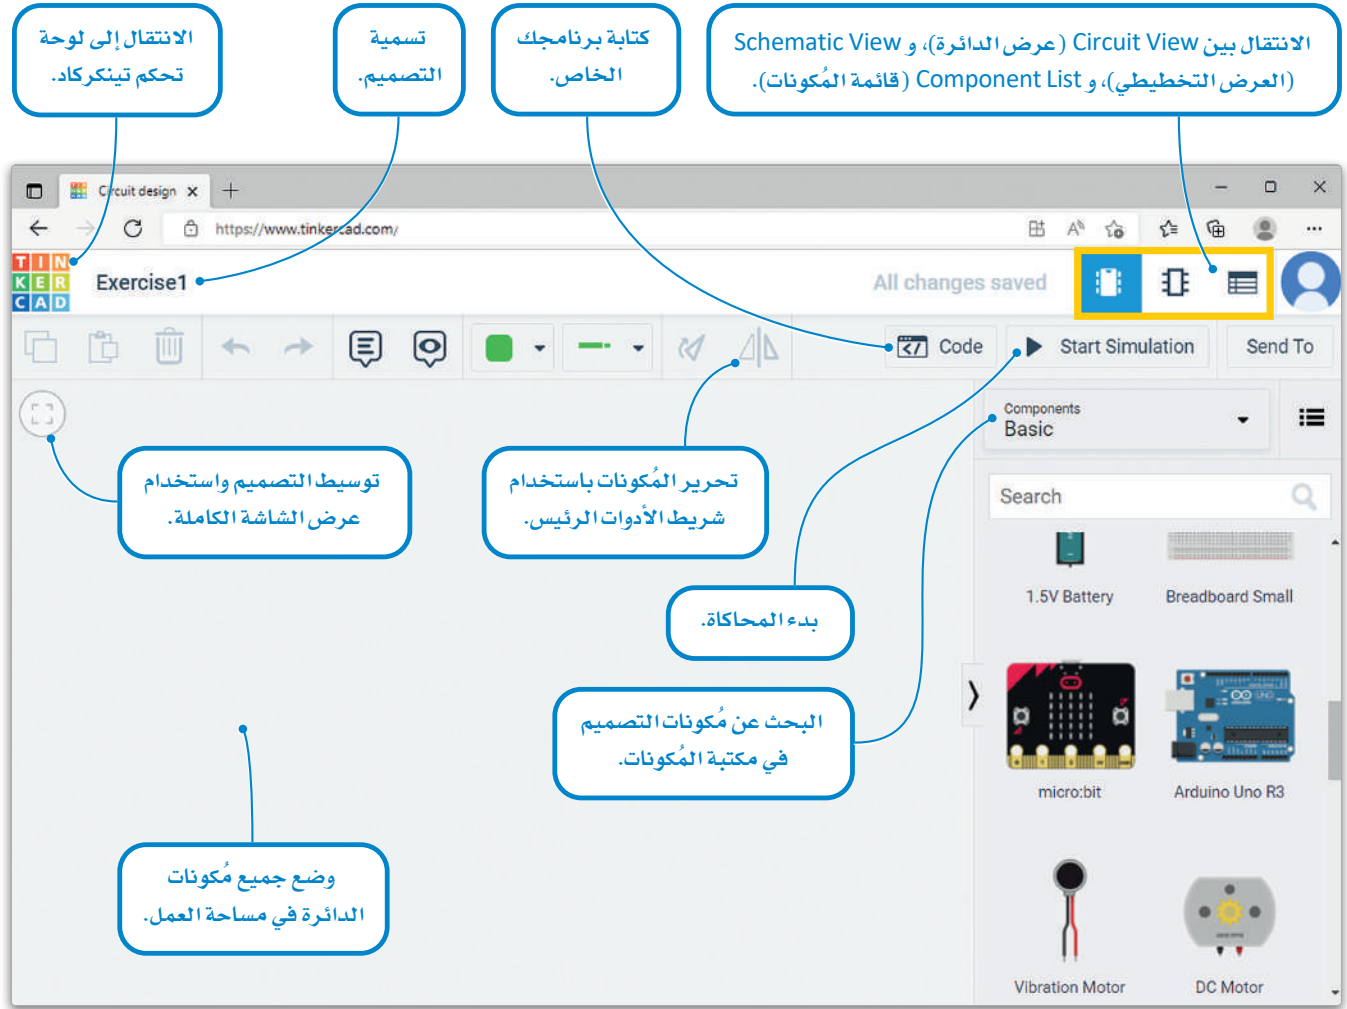 الانتقال إلى لوحة
تحكم تينكركاد.
تسمية
التصميم.
كتابة برنامجك
الخاص.
الانتقال بين Circuit View (عرض الدائرة)، و Schematic View
(العرض التخطيطي)، و Component List (قائمة المُكونات).
Circuit design
https://www.tinkercad.com/
TIN
KER
CAD
Exercise1
All changes saved
Code
Start Simulation
Send To
Components
Basic
Search
توسيط التصميم واستخدام
عرض الشاشة الكاملة.
تحرير المُكونات باستخدام
شريط الأدوات الرئيس.
بدء المحاكاة.
البحث عن مُكونات التصميم
في مكتبة المُكونات.
وضع جميع مُكونات
الدائرة في مساحة العمل.
1.5V Battery
Breadboard Small
micro:bit
Arduino Uno R3
Vibration Motor
DC Motor